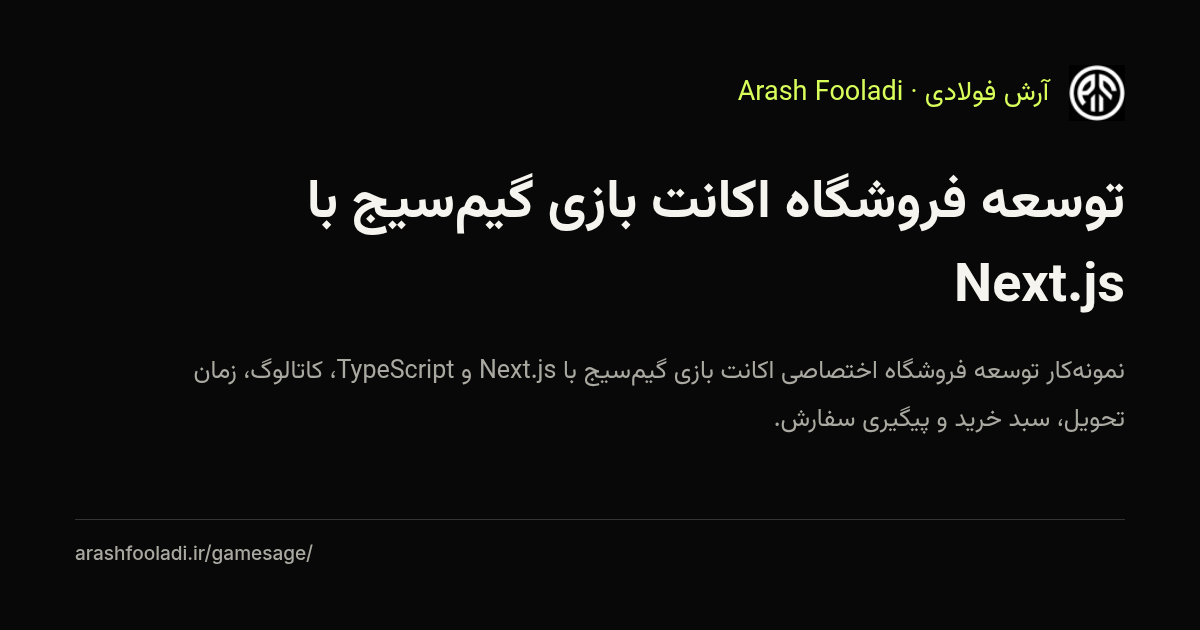 آرش فولادی · Arash Fooladi
توسعه فروشگاه اکانت بازی گیم‌سیج با
Next.js
نمونه‌کار توسعه فروشگاه اختصاصی اکانت بازی گیم‌سیج با Next.js و TypeScript، کاتالوگ، زمان
تحویل، سبد خرید و پیگیری سفارش.
arashfooladi.ir/gamesage/